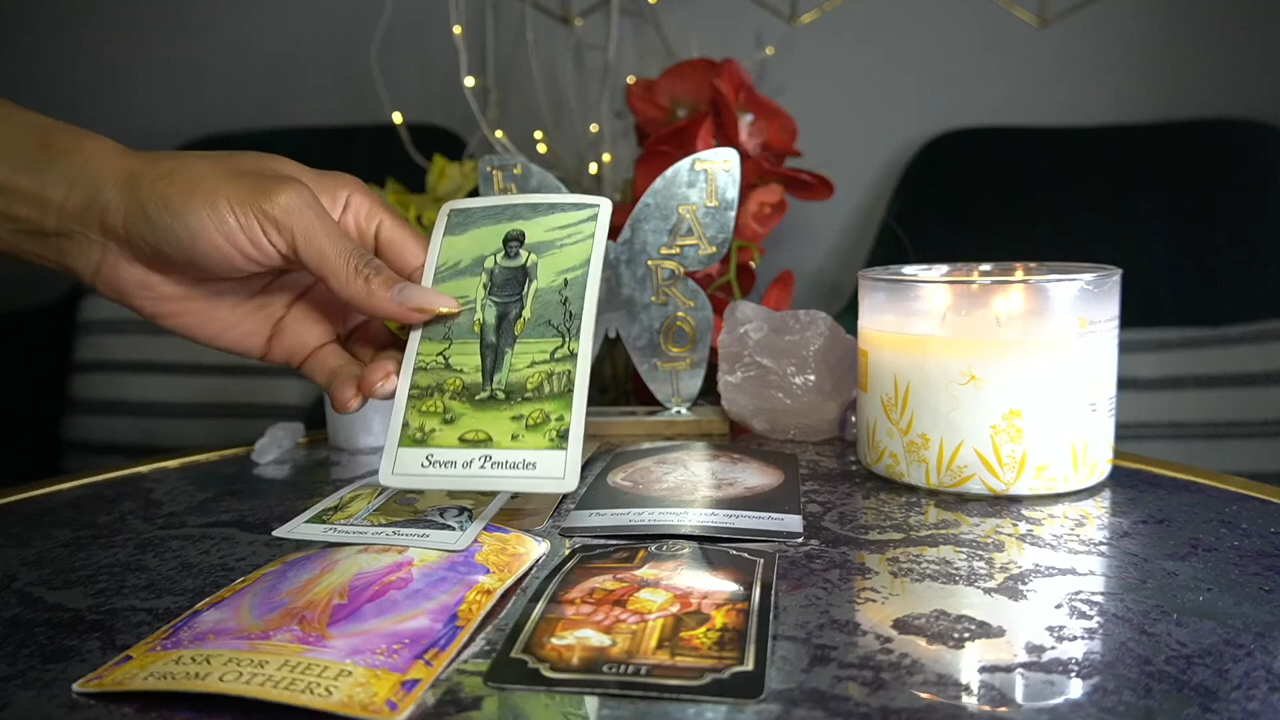 TAROT
Seven of Pentacles
Princess of Swords
The end of a tough cycle approaches
Full Moon in Capricorn
ASK FOR HELP
FROM OTHERS
17
GIFT